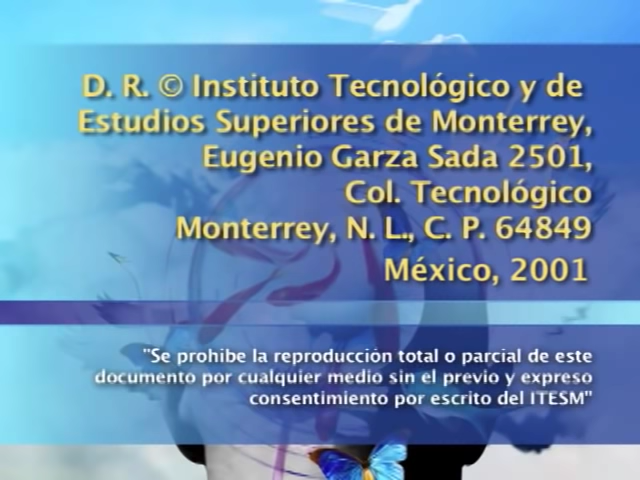 D. R. © Instituto Tecnológico y de
Estudios Superiores de Monterrey,
Eugenio Garza Sada 2501,
Col. Tecnológico
Monterrey, N. L., C. P. 64849
México, 2001
"Se prohibe la reproducción total o parcial de este
documento por cualquier medio sin el previo y expreso
consentimiento por escrito del ITESM"